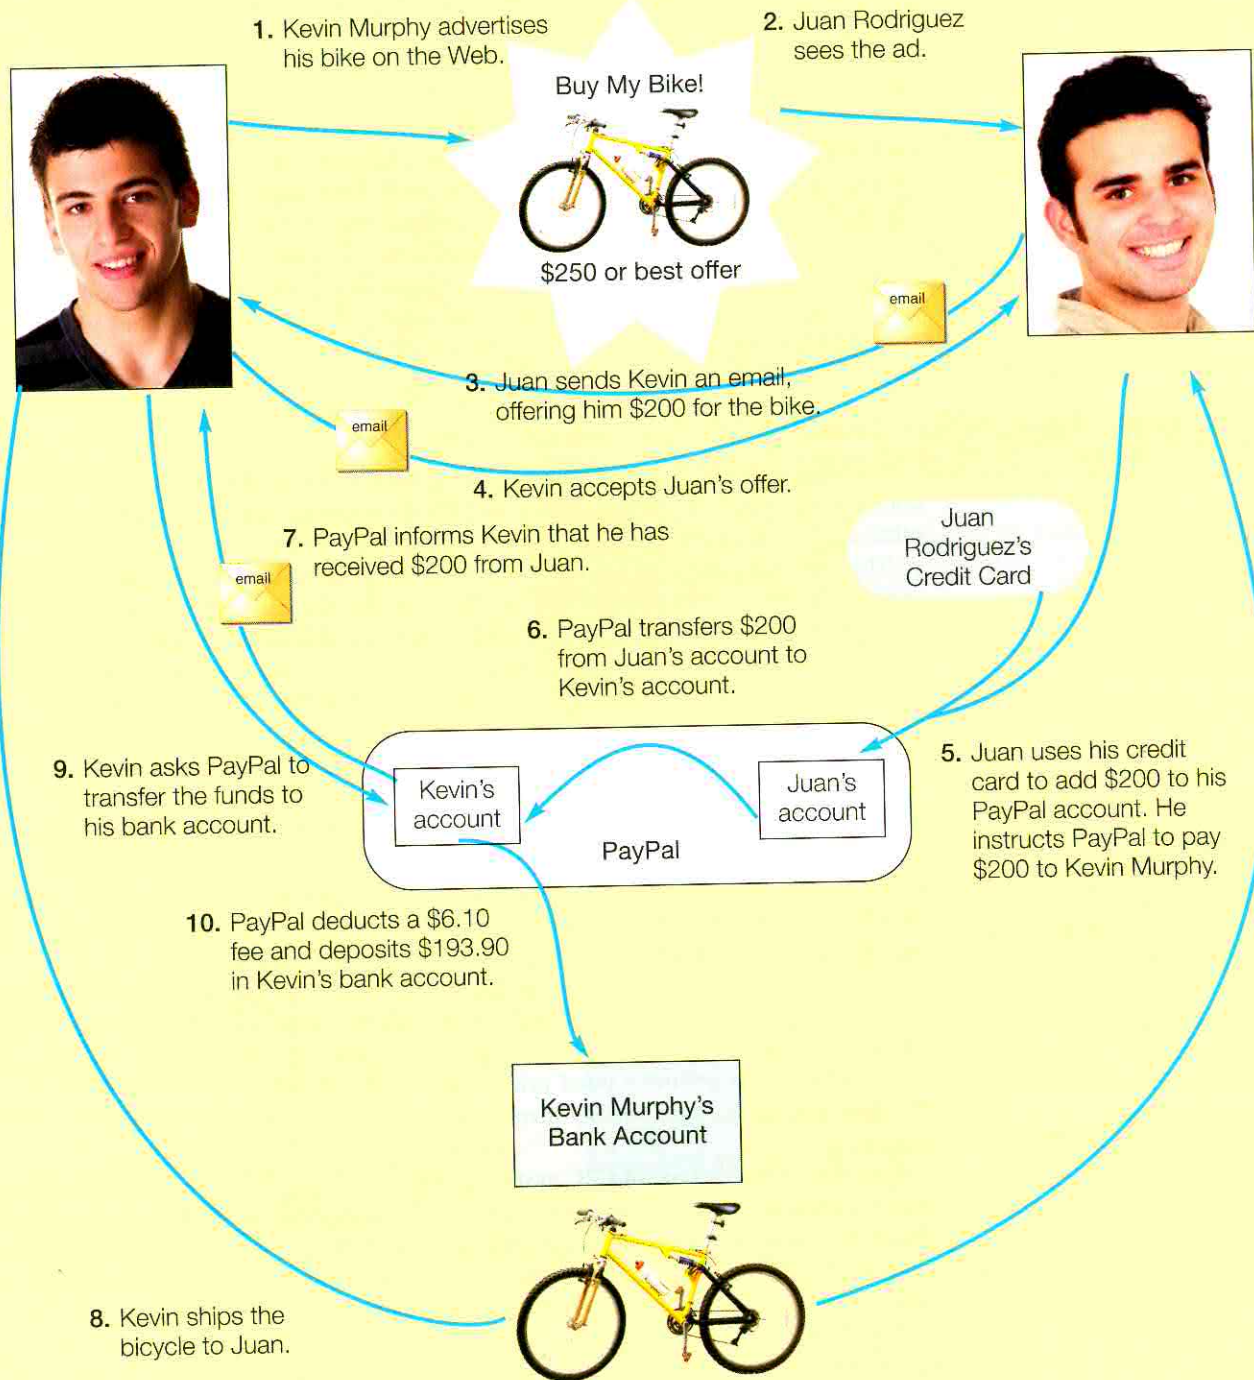 1. Kevin Murphy advertises
his bike on the Web.
2. Juan Rodriguez
sees the ad.
Buy My Bike!
$250 or best offer
email
3. Juan sends Kevin an email,
offering him $200 for the bike.
email
4. Kevin accepts Juan's offer.
7. PayPal informs Kevin that he has
received $200 from Juan.
email
Juan
Rodriguez's
Credit Card
6. PayPal transfers $200
from Juan's account to
Kevin's account.
9. Kevin asks PayPal to
transfer the funds to
his bank account.
Kevin's
account
Juan's
account
PayPal
5. Juan uses his credit
card to add $200 to his
PayPal account. He
instructs PayPal to pay
$200 to Kevin Murphy.
10. PayPal deducts a $6.10
fee and deposits $193.90
in Kevin's bank account.
Kevin Murphy's
Bank Account
8. Kevin ships the
bicycle to Juan.